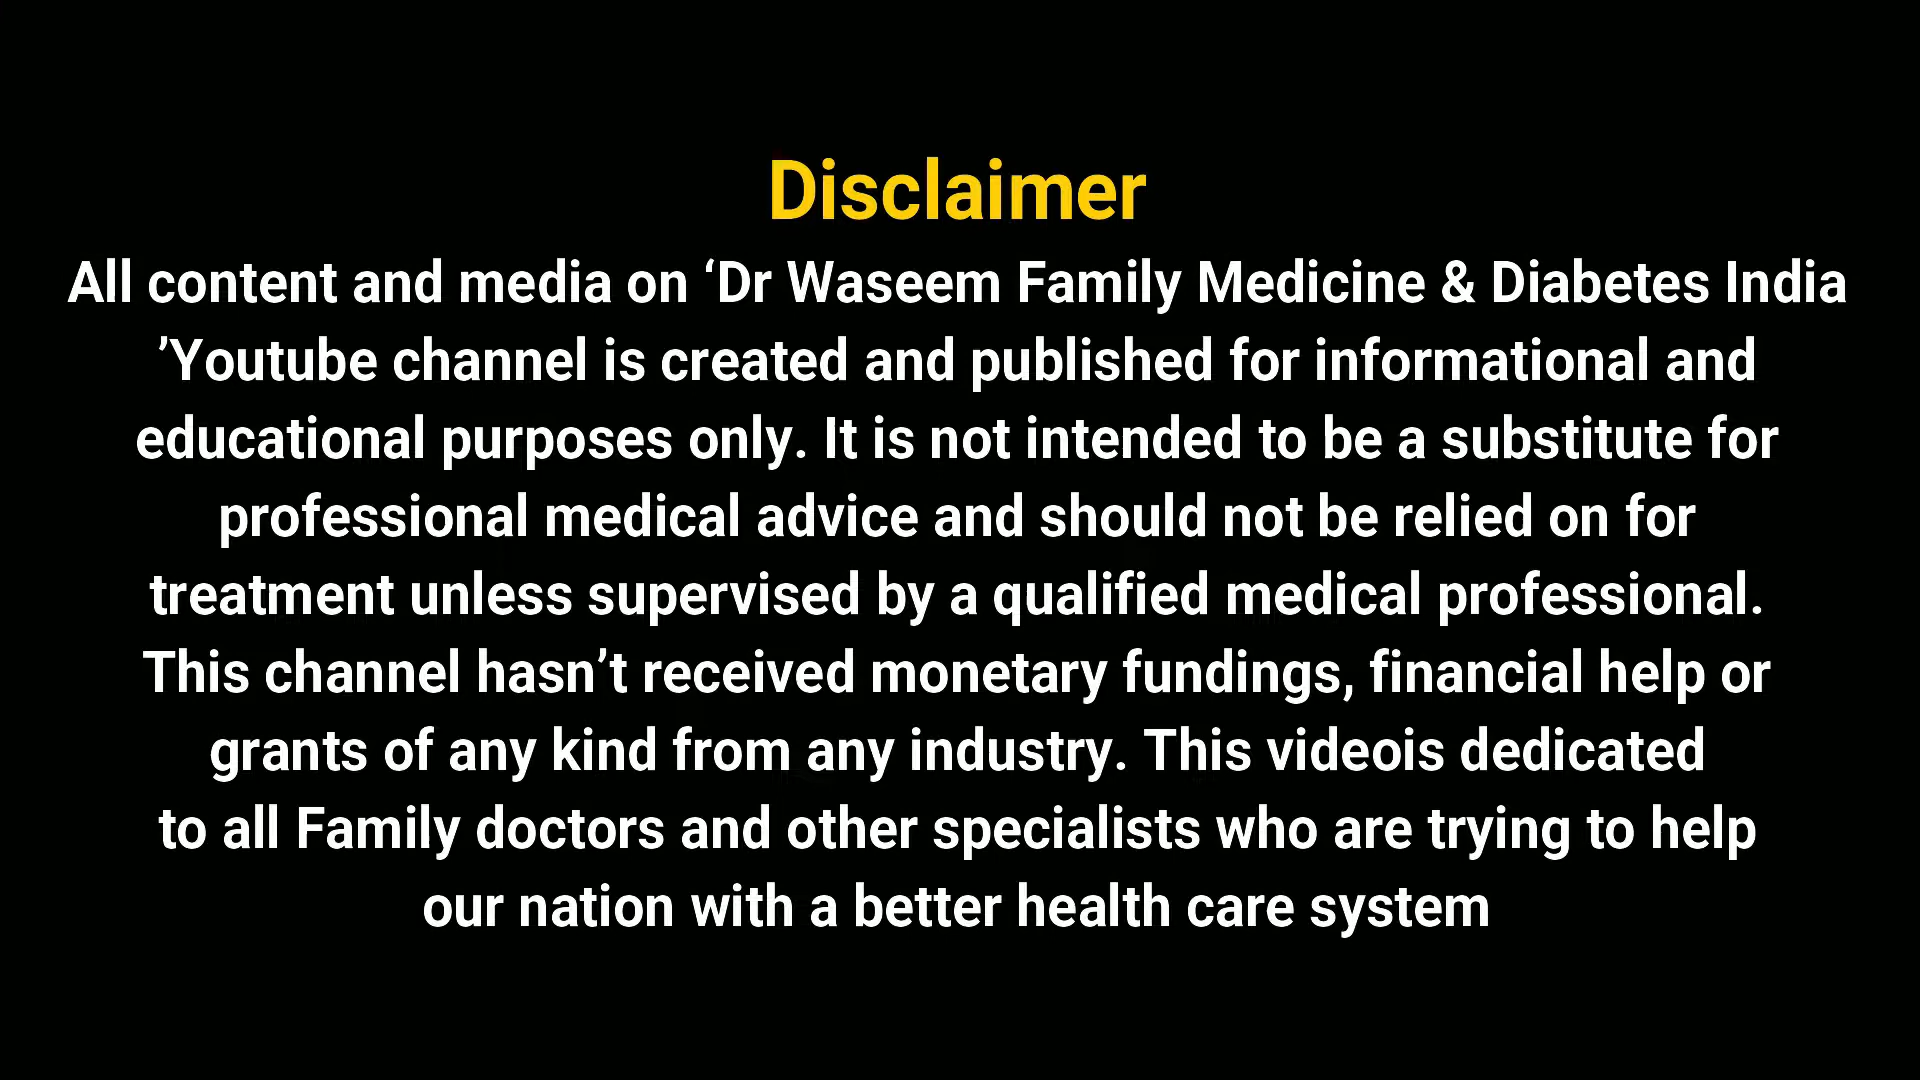 Disclaimer
All content and media on ‘Dr Waseem Family Medicine & Diabetes India
’Youtube channel is created and published for informational and
educational purposes only. It is not intended to be a substitute for
professional medical advice and should not be relied on for
treatment unless supervised by a qualified medical professional.
This channel hasn’t received monetary fundings, financial help or
grants of any kind from any industry. This videois dedicated
to all Family doctors and other specialists who are trying to help
our nation with a better health care system